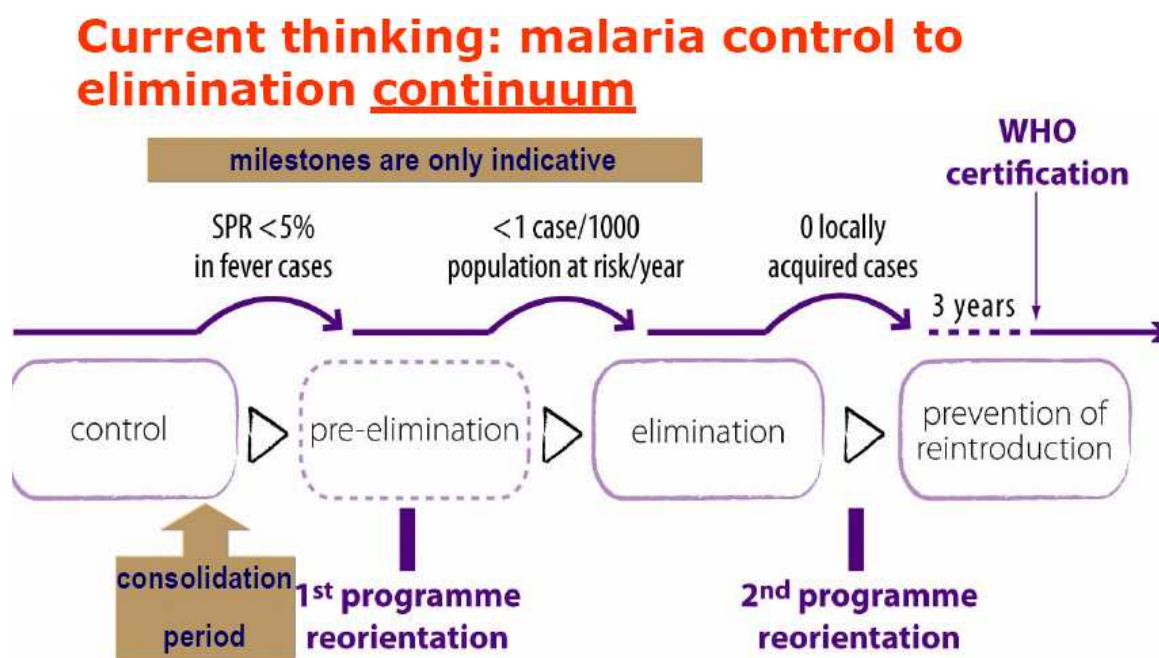 Current thinking: malaria control to
elimination continuum
milestones are only indicative
WHO
certification
SPR <5%
in fever cases
<1 case/1000
population at risk/year
0 locally
acquired cases
3 years
control
pre-elimination
elimination
prevention of
reintroduction
consolidation
period
1st programme
reorientation
2nd programme
reorientation